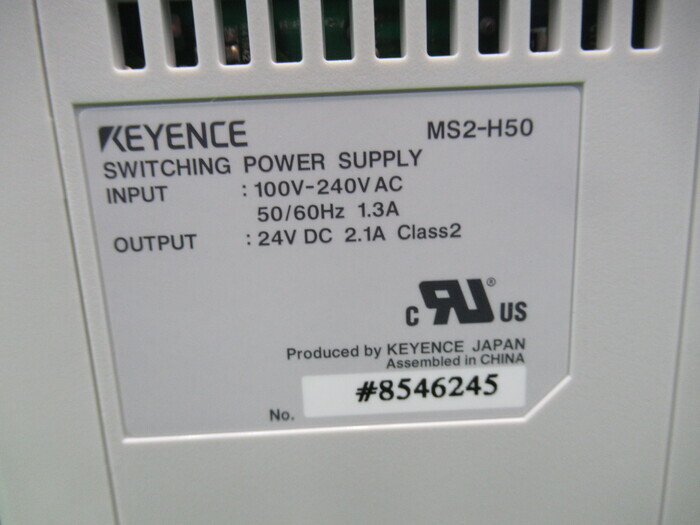 KEYENCE MS2-H50
SWITCHING POWER SUPPLY
INPUT : 100V-240V AC
50/60Hz 1.3A
OUTPUT : 24V DC 2.1A Class2
c RU® US
Produced by KEYENCE JAPAN
Assembled in CHINA
No. #8546245